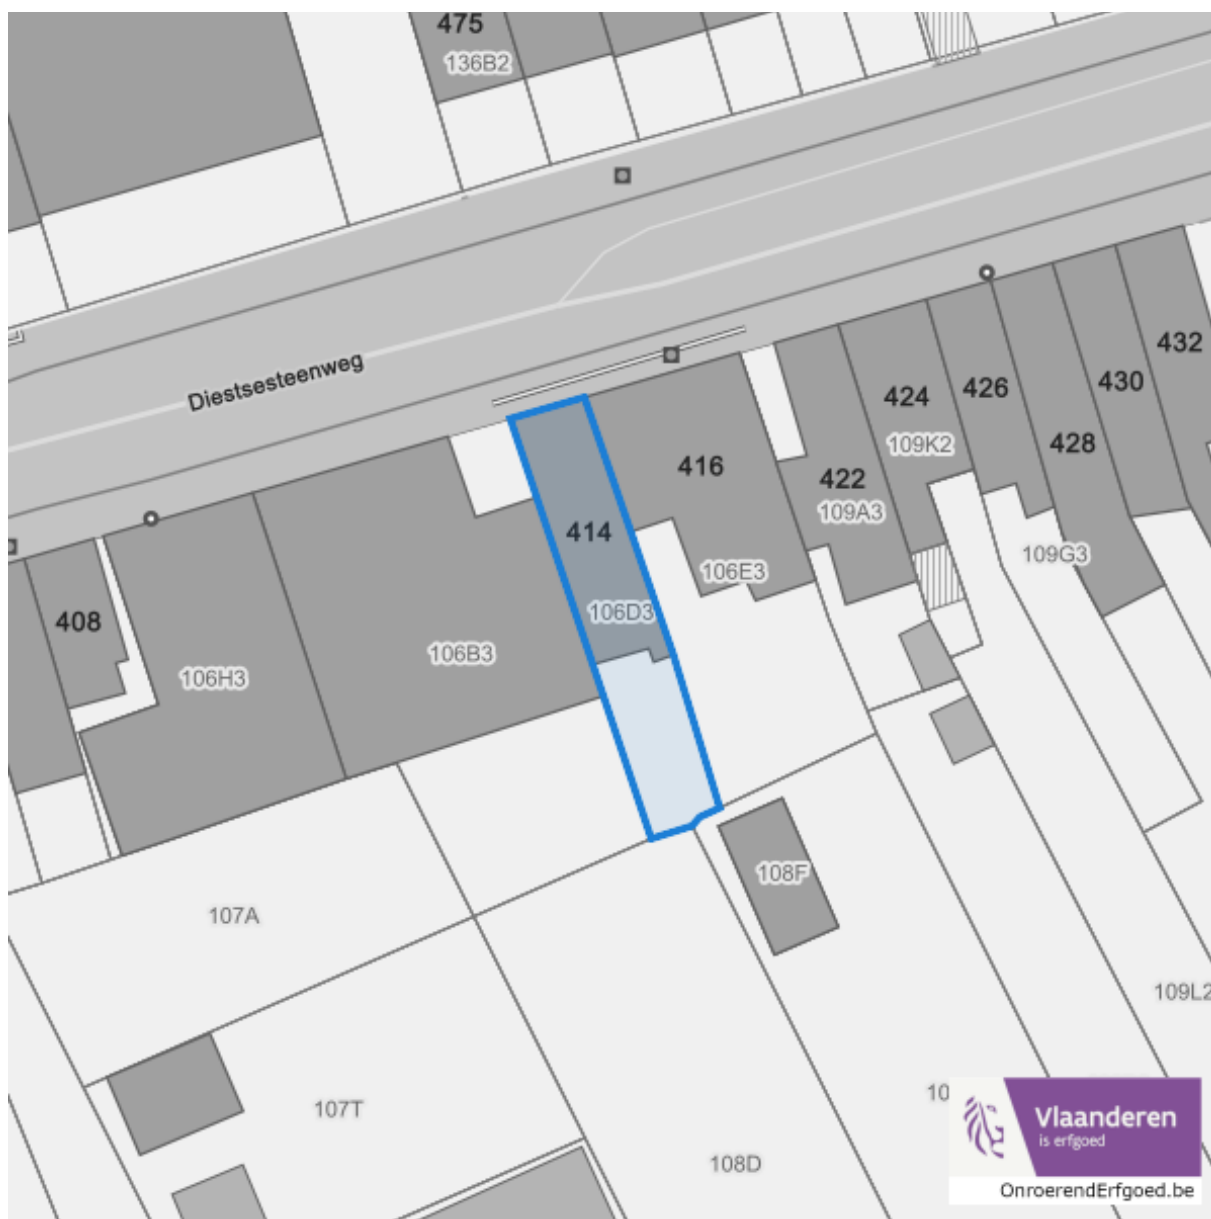 475
136B2
Diestsesteenweg
432
430
426
424
109K2
428
416
422
109A3
414
109G3
106E3
106D3
408
106B3
106H3
108F
107A
109L2
107T
108D
Vlaanderen
is erfgoed
OnroerendErfgoed.be